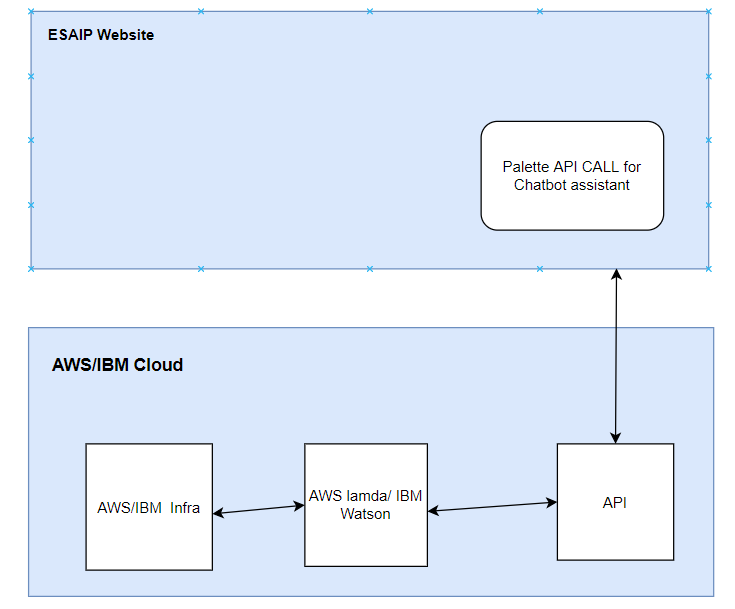 ESAIP Website
Palette API CALL for
Chatbot assistant
AWS/IBM Cloud
AWS/IBM  Infra
AWS lamda/ IBM
Watson
API